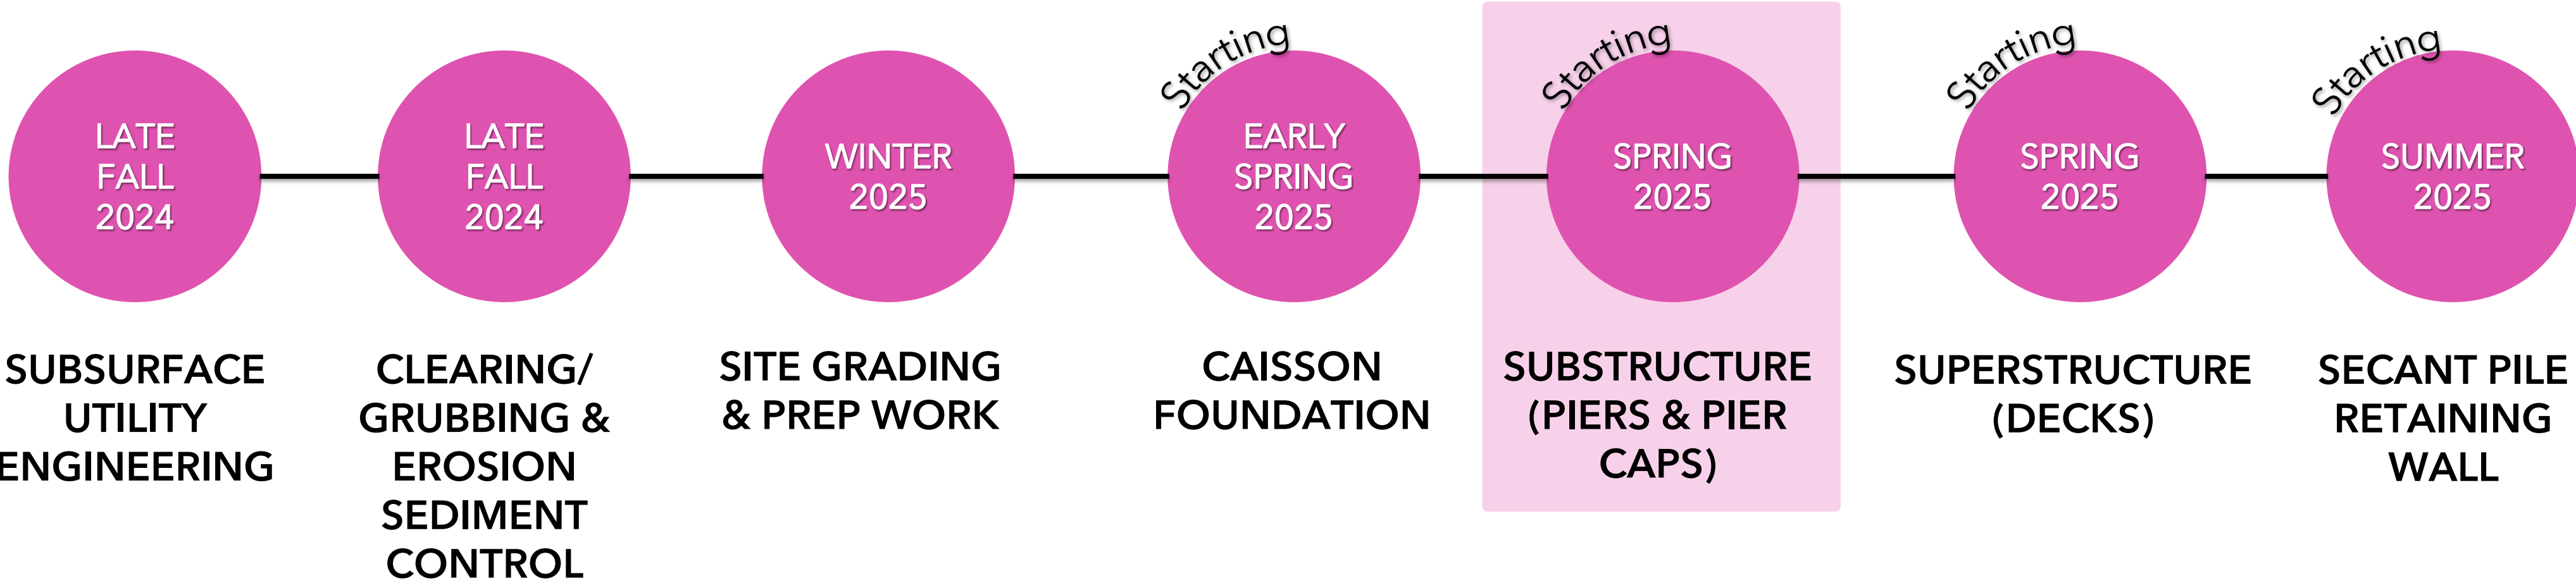 LATE
FALL
2024
SUBSURFACE
UTILITY
ENGINEERING
LATE
FALL
2024
CLEARING/
GRUBBING &
EROSION
SEDIMENT
CONTROL
WINTER
2025
SITE GRADING
& PREP WORK
Starting
EARLY
SPRING
2025
CAISSON
FOUNDATION
Starting
SPRING
2025
SUBSTRUCTURE
(PIERS & PIER
CAPS)
Starting
SPRING
2025
SUPERSTRUCTURE
(DECKS)
Starting
SUMMER
2025
SECANT PILE
RETAINING
WALL